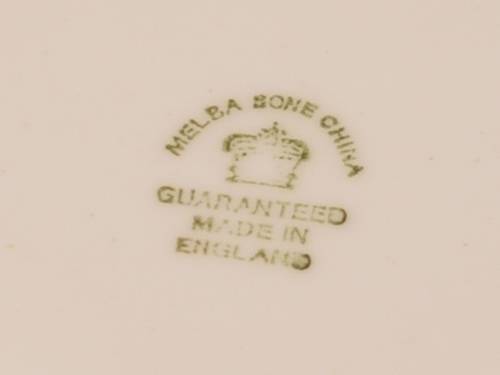 MELBA BONE CHINA
GUARANTEED
MADE IN
ENGLAND